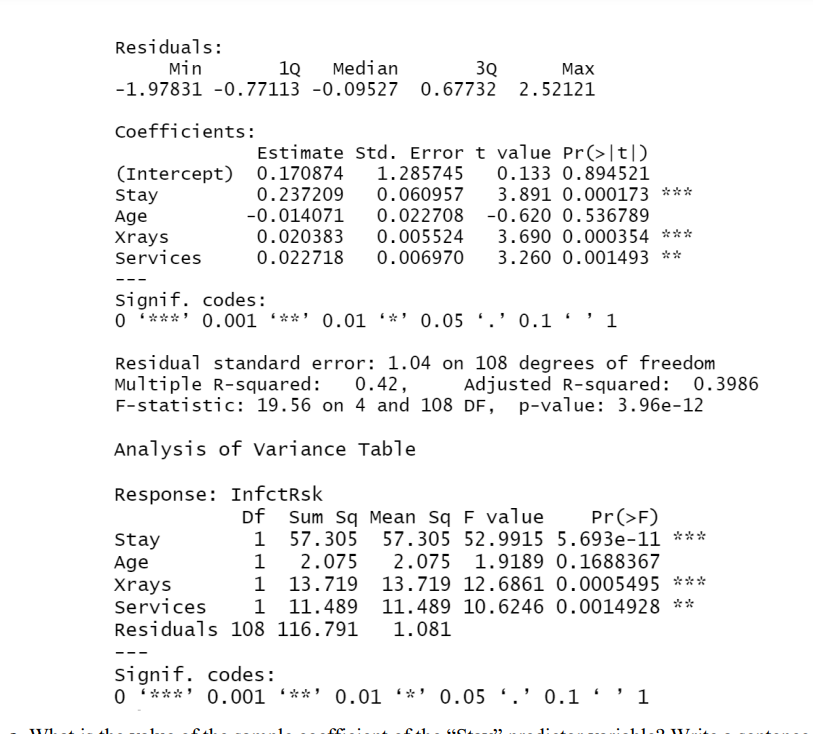 Residuals:
Min 1Q Median 3Q Max
-1.97831 -0.77113 -0.09527 0.67732 2.52121
Coefficients:
Estimate Std. Error t value Pr(>|t|)
(Intercept) 0.170874 1.285745 0.133 0.894521
Stay 0.237209 0.060957 3.891 0.000173 ***
Age -0.014071 0.022708 -0.620 0.536789
Xrays 0.020383 0.005524 3.690 0.000354 ***
Services 0.022718 0.006970 3.260 0.001493 **
---
Signif. codes:
0 ‘***’ 0.001 ‘**’ 0.01 ‘*’ 0.05 ‘.’ 0.1 ‘ ’ 1
Residual standard error: 1.04 on 108 degrees of freedom
Multiple R-squared: 0.42, Adjusted R-squared: 0.3986
F-statistic: 19.56 on 4 and 108 DF, p-value: 3.96e-12
Analysis of Variance Table
Response: InfctRsk
Df Sum Sq Mean Sq F value Pr(>F)
Stay 1 57.305 57.305 52.9915 5.693e-11 ***
Age 1 2.075 2.075 1.9189 0.1688367
Xrays 1 13.719 13.719 12.6861 0.0005495 ***
Services 1 11.489 11.489 10.6246 0.0014928 **
Residuals 108 116.791 1.081
---
Signif. codes:
0 ‘***’ 0.001 ‘**’ 0.01 ‘*’ 0.05 ‘.’ 0.1 ‘ ’ 1
What is the value of the sample coefficient of the “Stay” predictor variable? Write a sentence